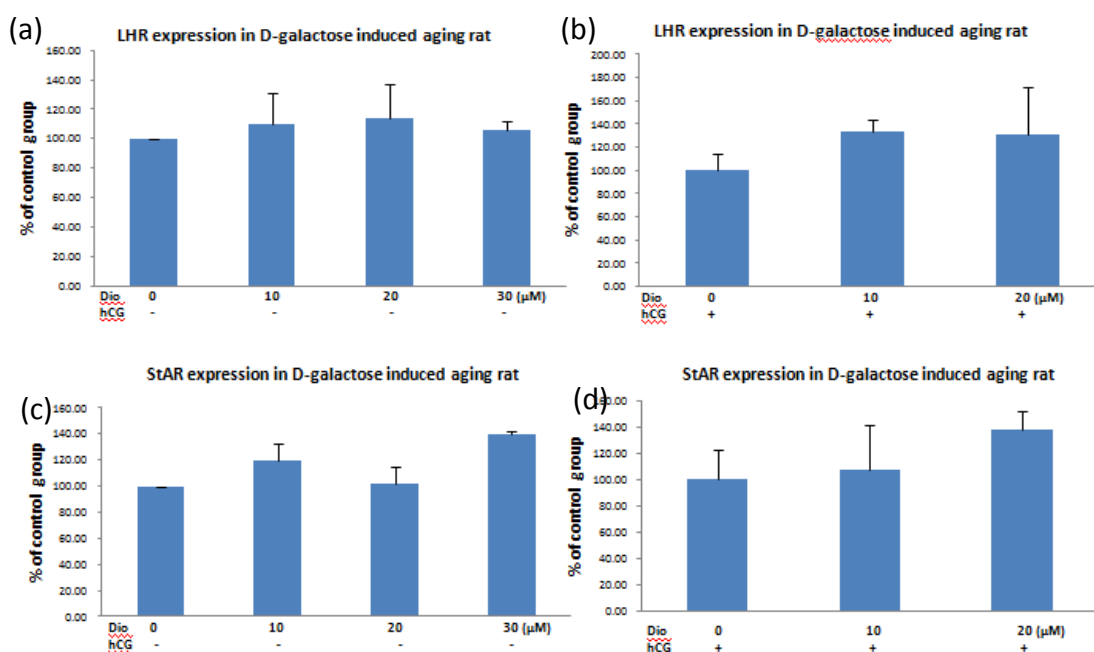 (a)
LHR expression in D-galactose induced aging rat
% of control group
160.00
140.00
120.00
100.00
80.00
60.00
40.00
20.00
0.00
Dio 0 10 20 30 (µM)
hCG - - - -
(b)
LHR expression in D-galactose induced aging rat
% of control group
200.00
180.00
160.00
140.00
120.00
100.00
80.00
60.00
40.00
20.00
0.00
Dio 0 10 20 (µM)
hCG + + +
(c)
StAR expression in D-galactose induced aging rat
% of control group
160.00
140.00
120.00
100.00
80.00
60.00
40.00
20.00
0.00
Dio 0 10 20 30 (µM)
hCG - - - -
(d)
StAR expression in D-galactose induced aging rat
% of control group
160.00
140.00
120.00
100.00
80.00
60.00
40.00
20.00
0.00
Dio 0 10 20 (µM)
hCG + + +